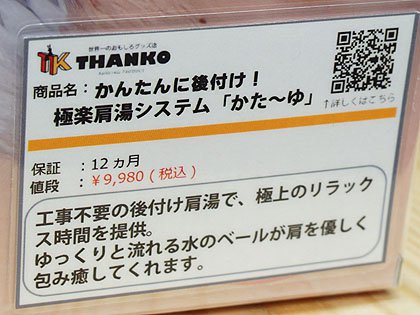 世界一のおもしろグッズ店
THANKO
商品名：かんたんに後付け！
極楽肩湯システム「かた～ゆ」
↑詳しくはこちら
保証 ：12ヵ月
値段 ：￥9,980(税込)
工事不要の後付け肩湯で、極上のリラック
ス時間を提供。
ゆっくりと流れる水のベールが肩を優しく
包み癒してくれます。